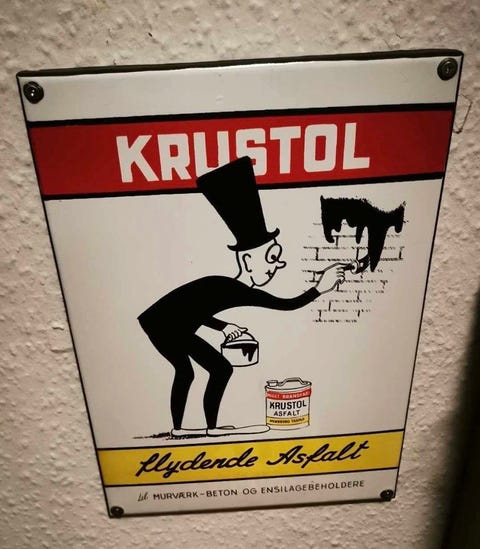 KRUSTOL
KRUSTOL
ASFALT
flydende Asfalt
til MURVÆRK-BETON OG ENSILAGEBEHOLDERE